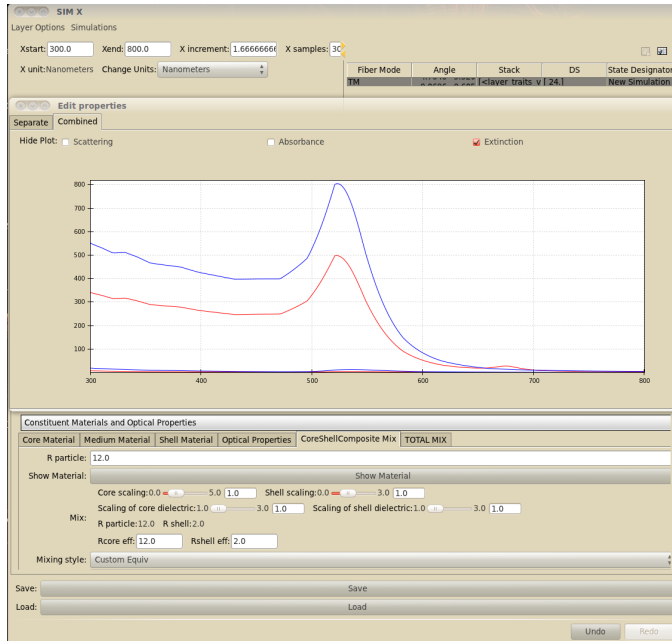 SIM X
Layer Options Simulations
Xstart: 300.0 Xend: 800.0 X increment: 1.66666666 X samples: 30
X unit:Nanometers Change Units: Nanometers
Fiber Mode Angle Stack DS State Designator
TM [<layer_traits_v [ 24.] New Simulation
Edit properties
Separate Combined
Hide Plot: Scattering Absorbance Extinction
800
700
600
500
400
300
200
100
300 400 500 600 700 800
Constituent Materials and Optical Properties
Core Material Medium Material Shell Material Optical Properties CoreShellComposite Mix TOTAL MIX
R particle: 12.0
Show Material: Show Material
Core scaling:0.0 5.0 1.0 Shell scaling:0.0 3.0 1.0
Scaling of core dielectric:1.0 3.0 1.0 Scaling of shell dielectric:1.0 3.0 1.0
Mix:
R particle:12.0 R shell:2.0
Rcore eff: 12.0 Rshell eff: 2.0
Mixing style: Custom Equiv
Save: Save
Load: Load
Undo Redo